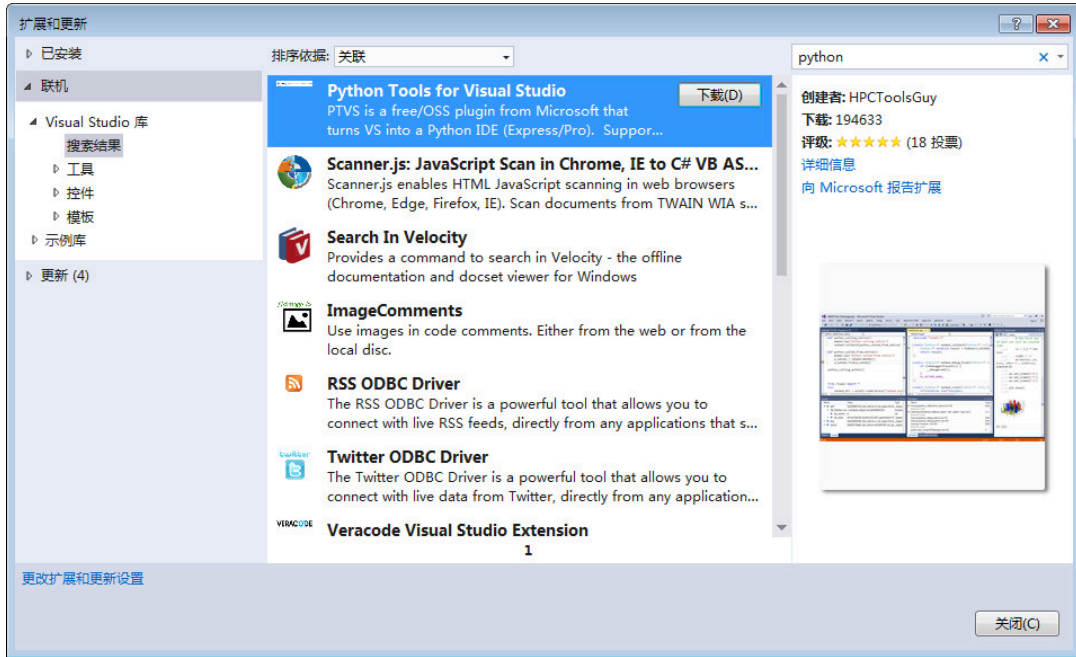 扩展和更新
已安装
联机
Visual Studio 库
搜索结果
工具
控件
模板
示例库
更新 (4)
排序依据: 关联
Python Tools for Visual Studio
下载(D)
PTVS is a free/OSS plugin from Microsoft that
turns VS into a Python IDE (Express/Pro).  Suppor...
Scanner.js: JavaScript Scan in Chrome, IE to C# VB AS...
Scanner.js enables HTML JavaScript scanning in web browsers
(Chrome, Edge, Firefox, IE). Scan documents from TWAIN WIA s...
Search In Velocity
Provides a command to search in Velocity - the offline
documentation and docset viewer for Windows
ImageComments
Use images in code comments. Either from the web or from the
local disc.
RSS ODBC Driver
The RSS ODBC Driver is a powerful tool that allows you to
connect with live RSS feeds, directly from any applications that s...
twitter
Twitter ODBC Driver
The Twitter ODBC Driver is a powerful tool that allows you to
connect with live data from Twitter, directly from any application...
VERACODE
Veracode Visual Studio Extension
1
python
创建者: HPCToolsGuy
下载: 194633
评级: ★★★★★ (18 投票)
详细信息
向 Microsoft 报告扩展
更改扩展和更新设置
关闭(C)